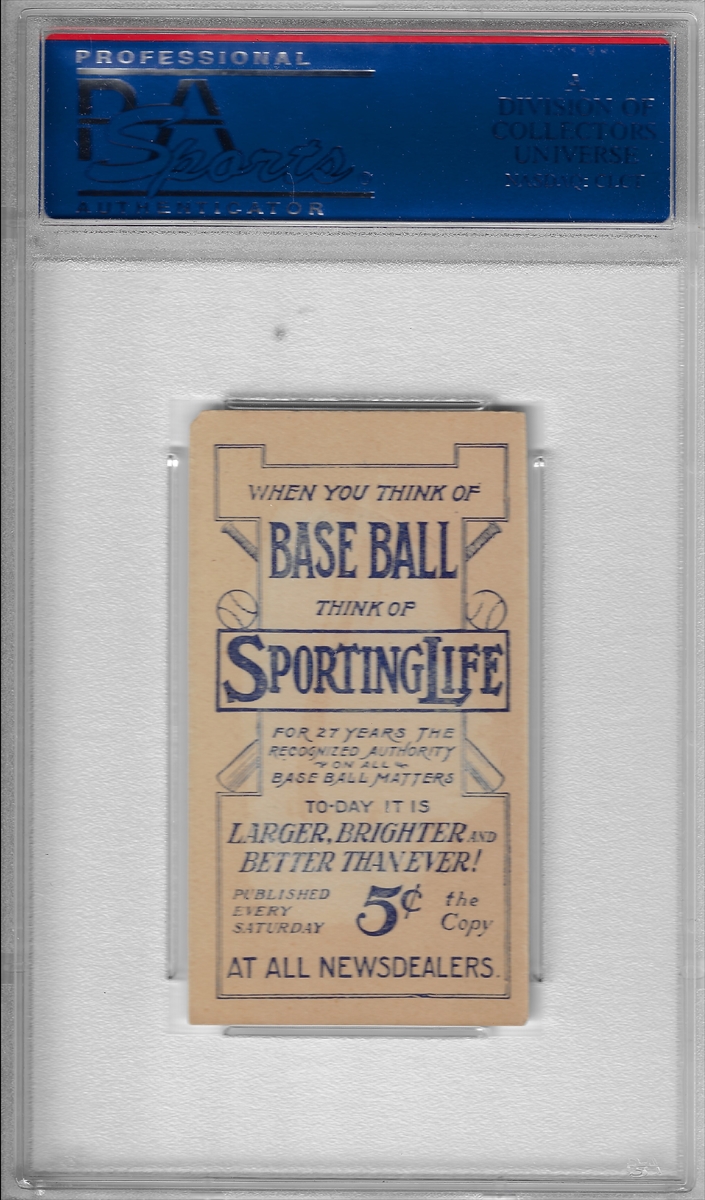 PROFESSIONAL
PSA
Sports
AUTHENTICATOR
A
DIVISION OF
COLLECTORS
UNIVERSE
NASDAQ: CLCT
WHEN YOU THINK OF
BASE BALL
THINK OF
SPORTING LIFE
FOR 27 YEARS THE
RECOGNIZED AUTHORITY
ON ALL
BASE BALL MATTERS
TO-DAY IT IS
LARGER, BRIGHTER AND
BETTER THAN EVER!
PUBLISHED
EVERY
SATURDAY
5¢
the
Copy
AT ALL NEWSDEALERS.